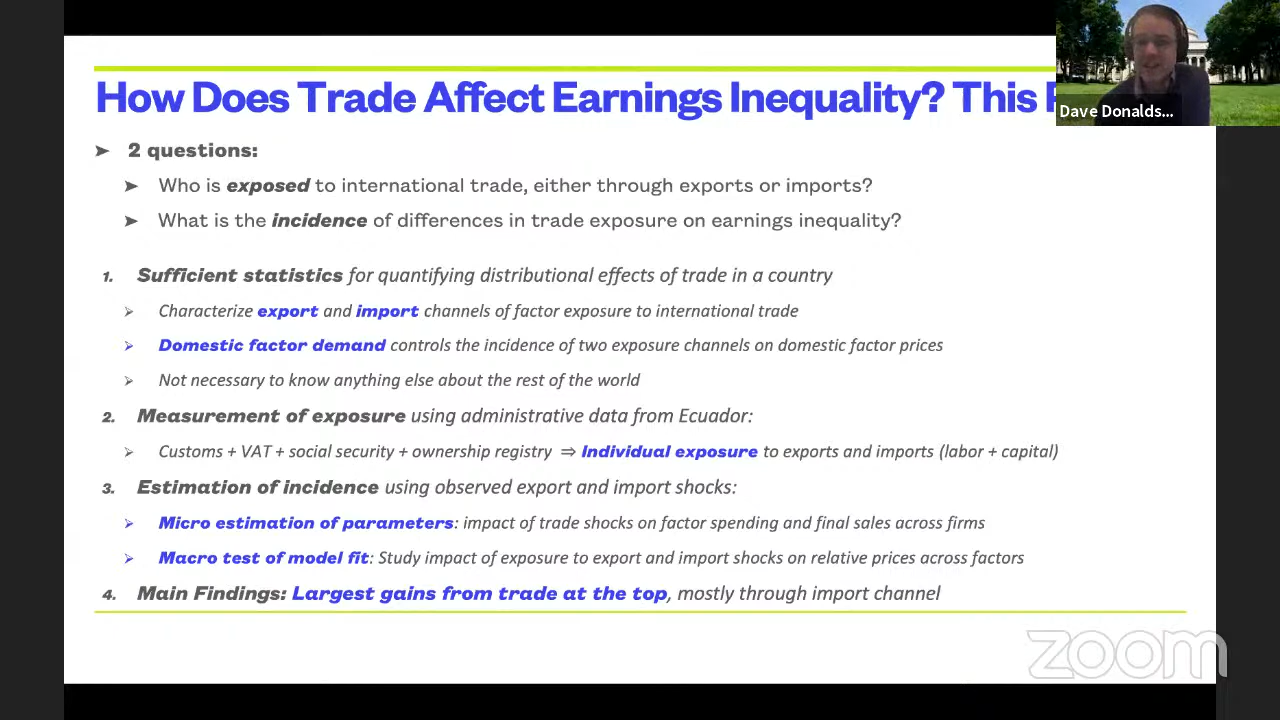 How Does Trade Affect Earnings Inequality? This
Dave Donalds...
➤ 2 questions:
➤ Who is exposed to international trade, either through exports or imports?
➤ What is the incidence of differences in trade exposure on earnings inequality?
1. Sufficient statistics for quantifying distributional effects of trade in a country
➢ Characterize export and import channels of factor exposure to international trade
➢ Domestic factor demand controls the incidence of two exposure channels on domestic factor prices
➢ Not necessary to know anything else about the rest of the world
2. Measurement of exposure using administrative data from Ecuador:
➢ Customs + VAT + social security + ownership registry ⇒ Individual exposure to exports and imports (labor + capital)
3. Estimation of incidence using observed export and import shocks:
➢ Micro estimation of parameters: impact of trade shocks on factor spending and final sales across firms
➢ Macro test of model fit: Study impact of exposure to export and import shocks on relative prices across factors
4. Main Findings: Largest gains from trade at the top, mostly through import channel
zoom